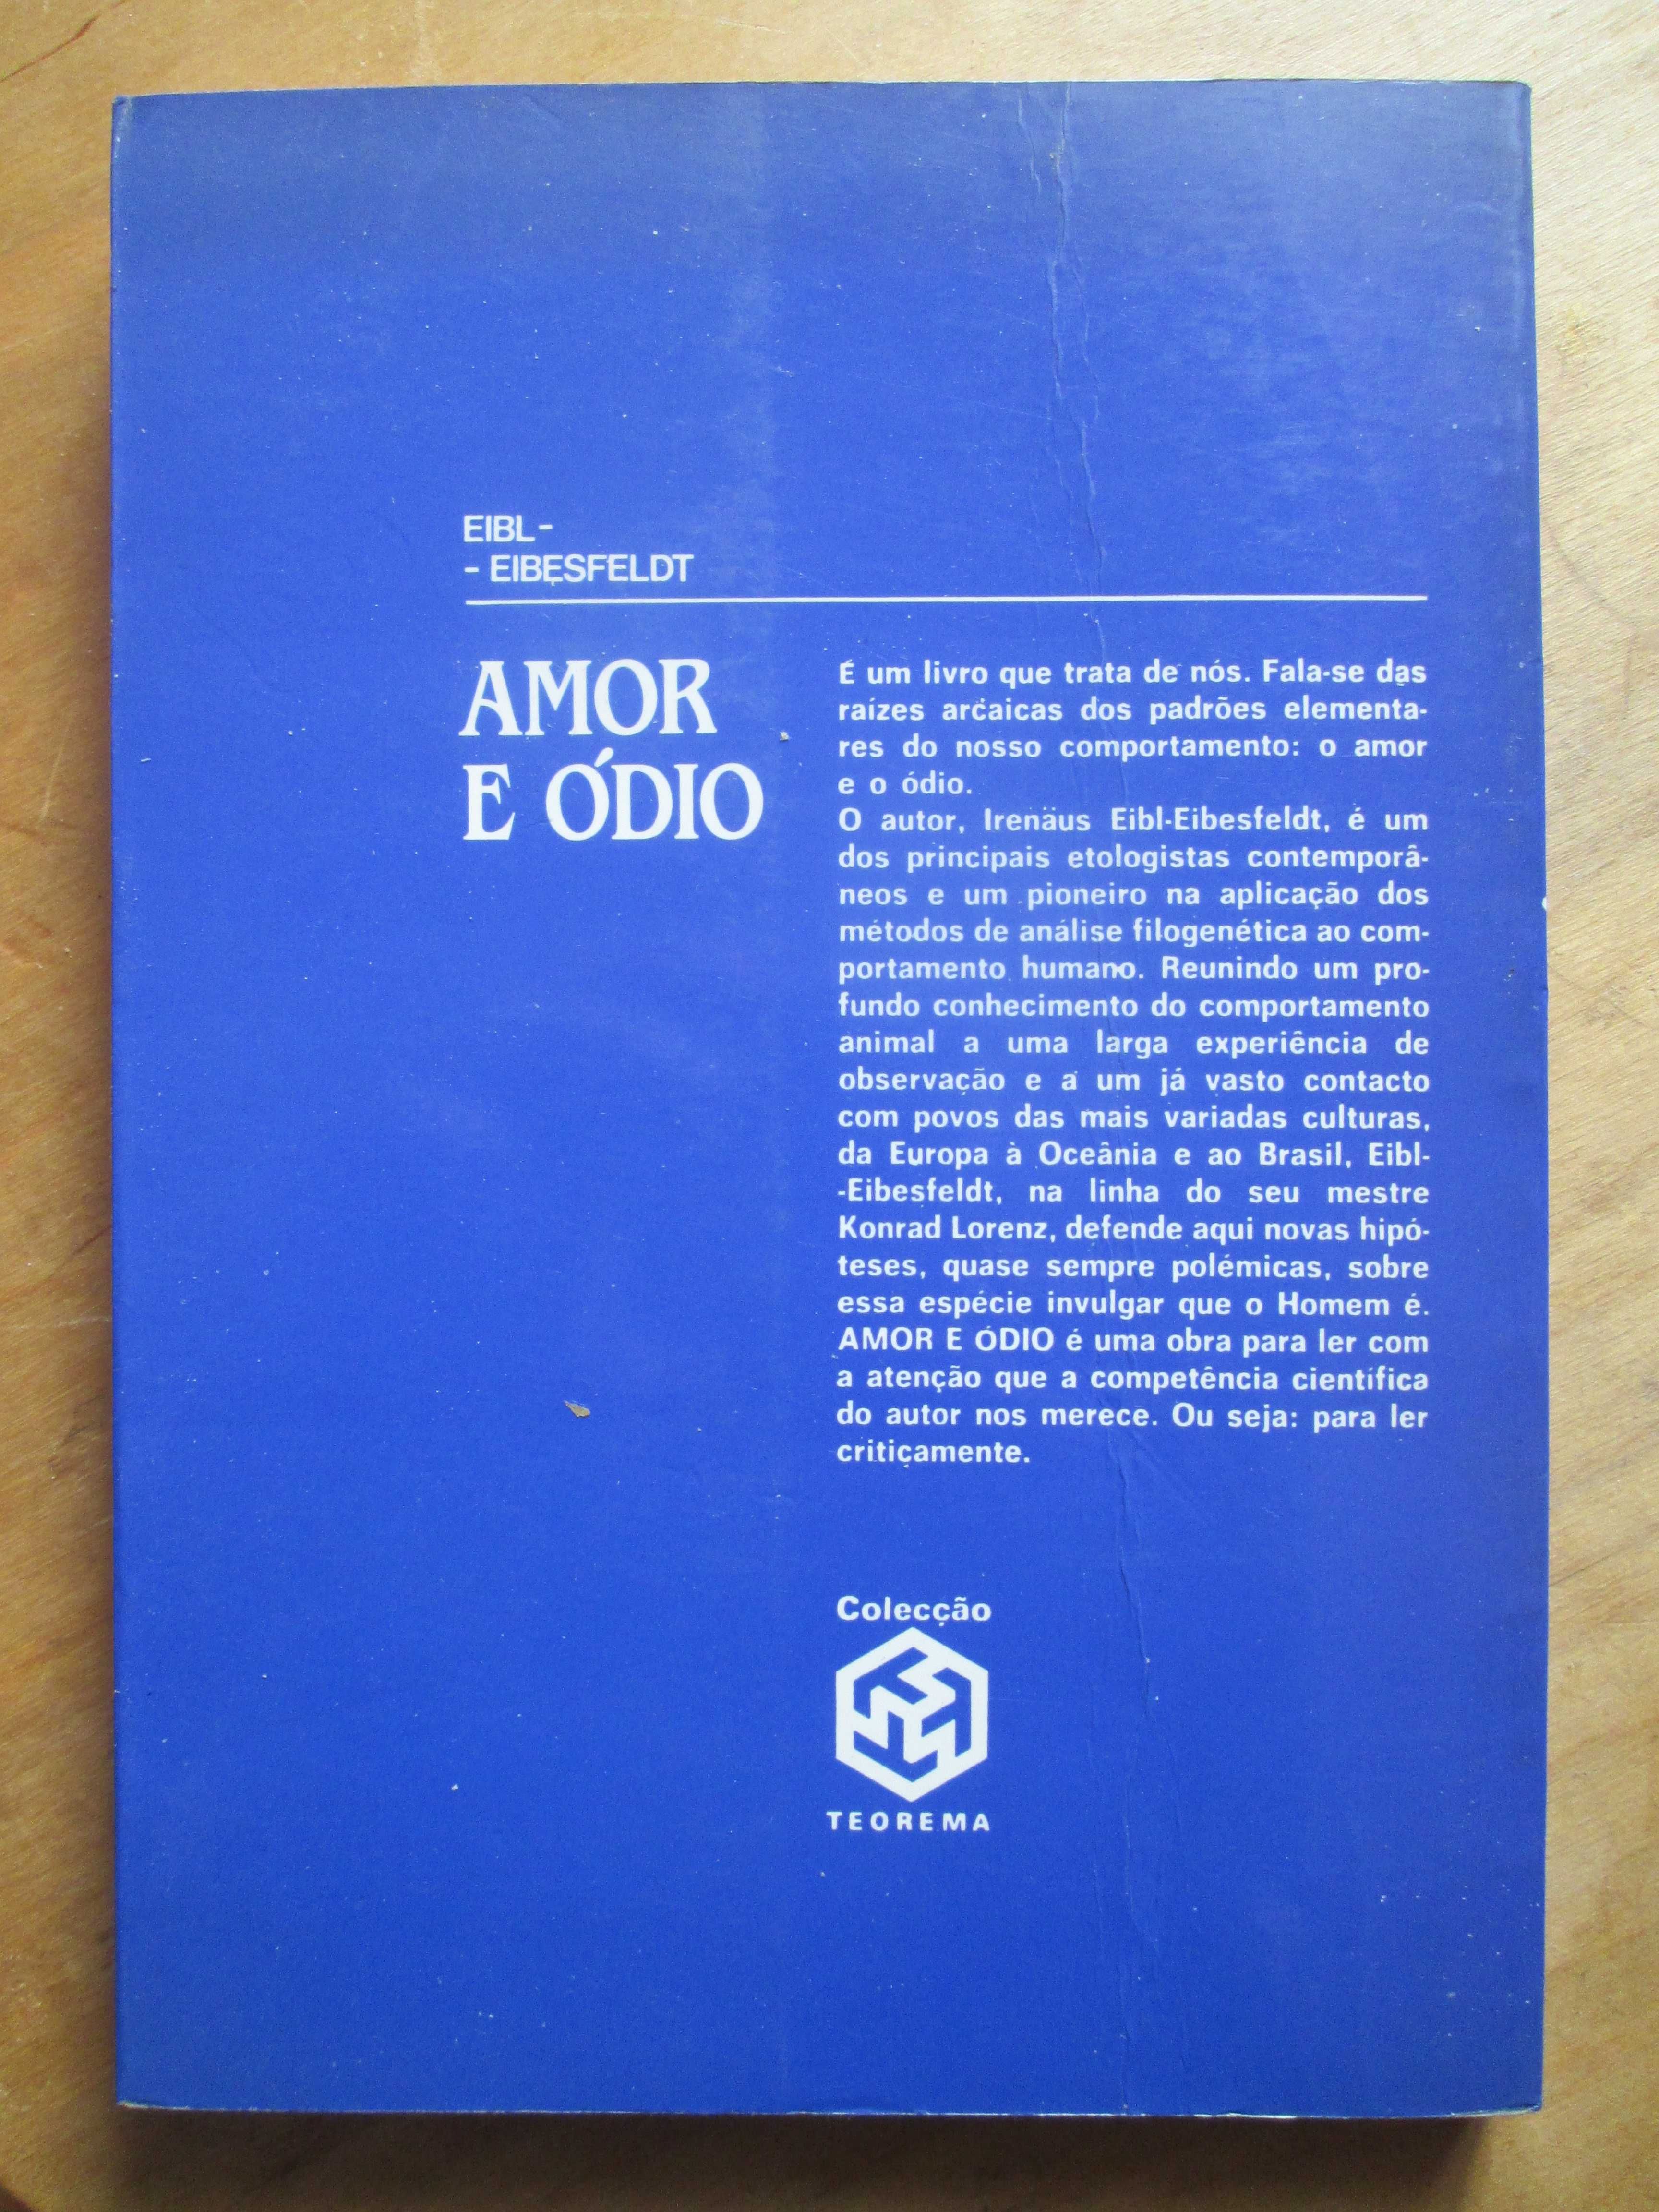 EIBL-
- EIBESFELDT
AMOR
E ÓDIO
É um livro que trata de nós. Fala-se das
raízes arcaicas dos padrões elementa-
res do nosso comportamento: o amor
e o ódio.
O autor, Irenäus Eibl-Eibesfeldt, é um
dos principais etologistas contemporâ-
neos e um pioneiro na aplicação dos
métodos de análise filogenética ao com-
portamento humano. Reunindo um pro-
fundo conhecimento do comportamento
animal a uma larga experiência de
observação e a um já vasto contacto
com povos das mais variadas culturas,
da Europa à Oceânia e ao Brasil, Eibl-
-Eibesfeldt, na linha do seu mestre
Konrad Lorenz, defende aqui novas hipó-
teses, quase sempre polémicas, sobre
essa espécie invulgar que o Homem é.
AMOR E ÓDIO é uma obra para ler com
a atenção que a competência científica
do autor nos merece. Ou seja: para ler
criticamente.
Colecção
TEOREMA